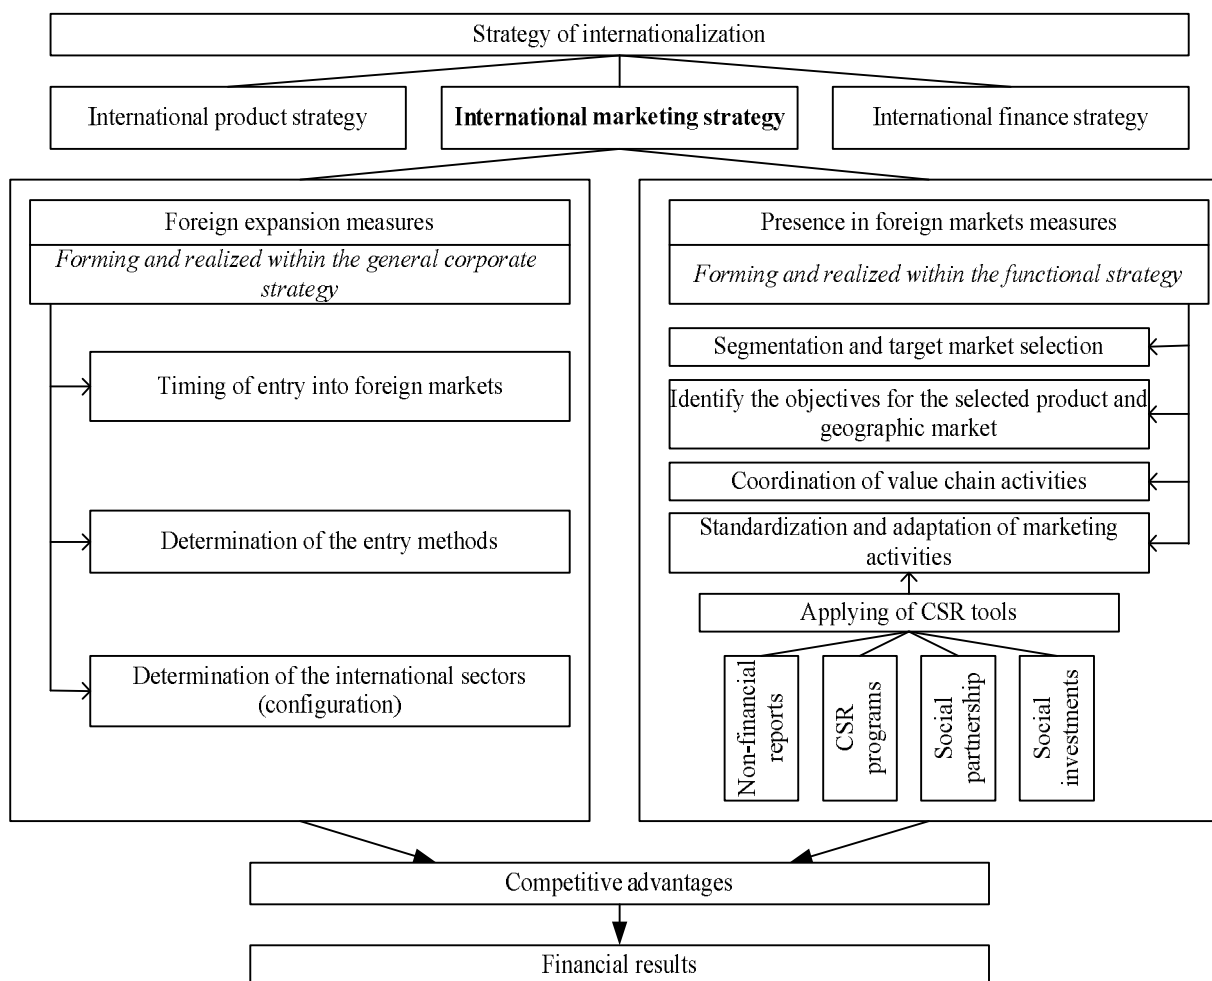 Strategy of internationalization
International product strategy
International marketing strategy
International finance strategy
Foreign expansion measures
Forming and realized within the general corporate
strategy
Timing of entry into foreign markets
Determination of the entry methods
Determination of the international sectors
(configuration)
Presence in foreign markets measures
Forming and realized within the functional strategy
Segmentation and target market selection
Identify the objectives for the selected product and
geographic market
Coordination of value chain activities
Standardization and adaptation of marketing
activities
Applying of CSR tools
Non-financial
reports
CSR
programs
Social
partnership
Social
investments
Competitive advantages
Financial results